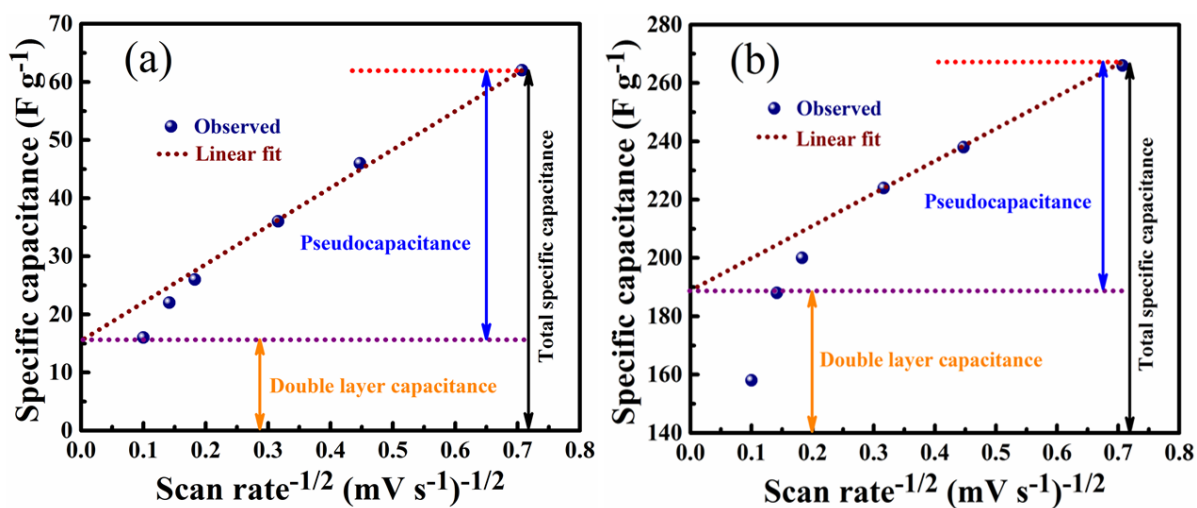 (a)
Specific capacitance (F g⁻¹)
70
60
50
40
30
20
10
0
Observed
Linear fit
Pseudocapacitance
Double layer capacitance
Total specific capacitance
0.0 0.1 0.2 0.3 0.4 0.5 0.6 0.7 0.8
Scan rate⁻¹/² (mV s⁻¹)⁻¹/²
(b)
Specific capacitance (F g⁻¹)
280
260
240
220
200
180
160
140
Observed
Linear fit
Pseudocapacitance
Double layer capacitance
Total specific capacitance
0.0 0.1 0.2 0.3 0.4 0.5 0.6 0.7 0.8
Scan rate⁻¹/² (mV s⁻¹)⁻¹/²